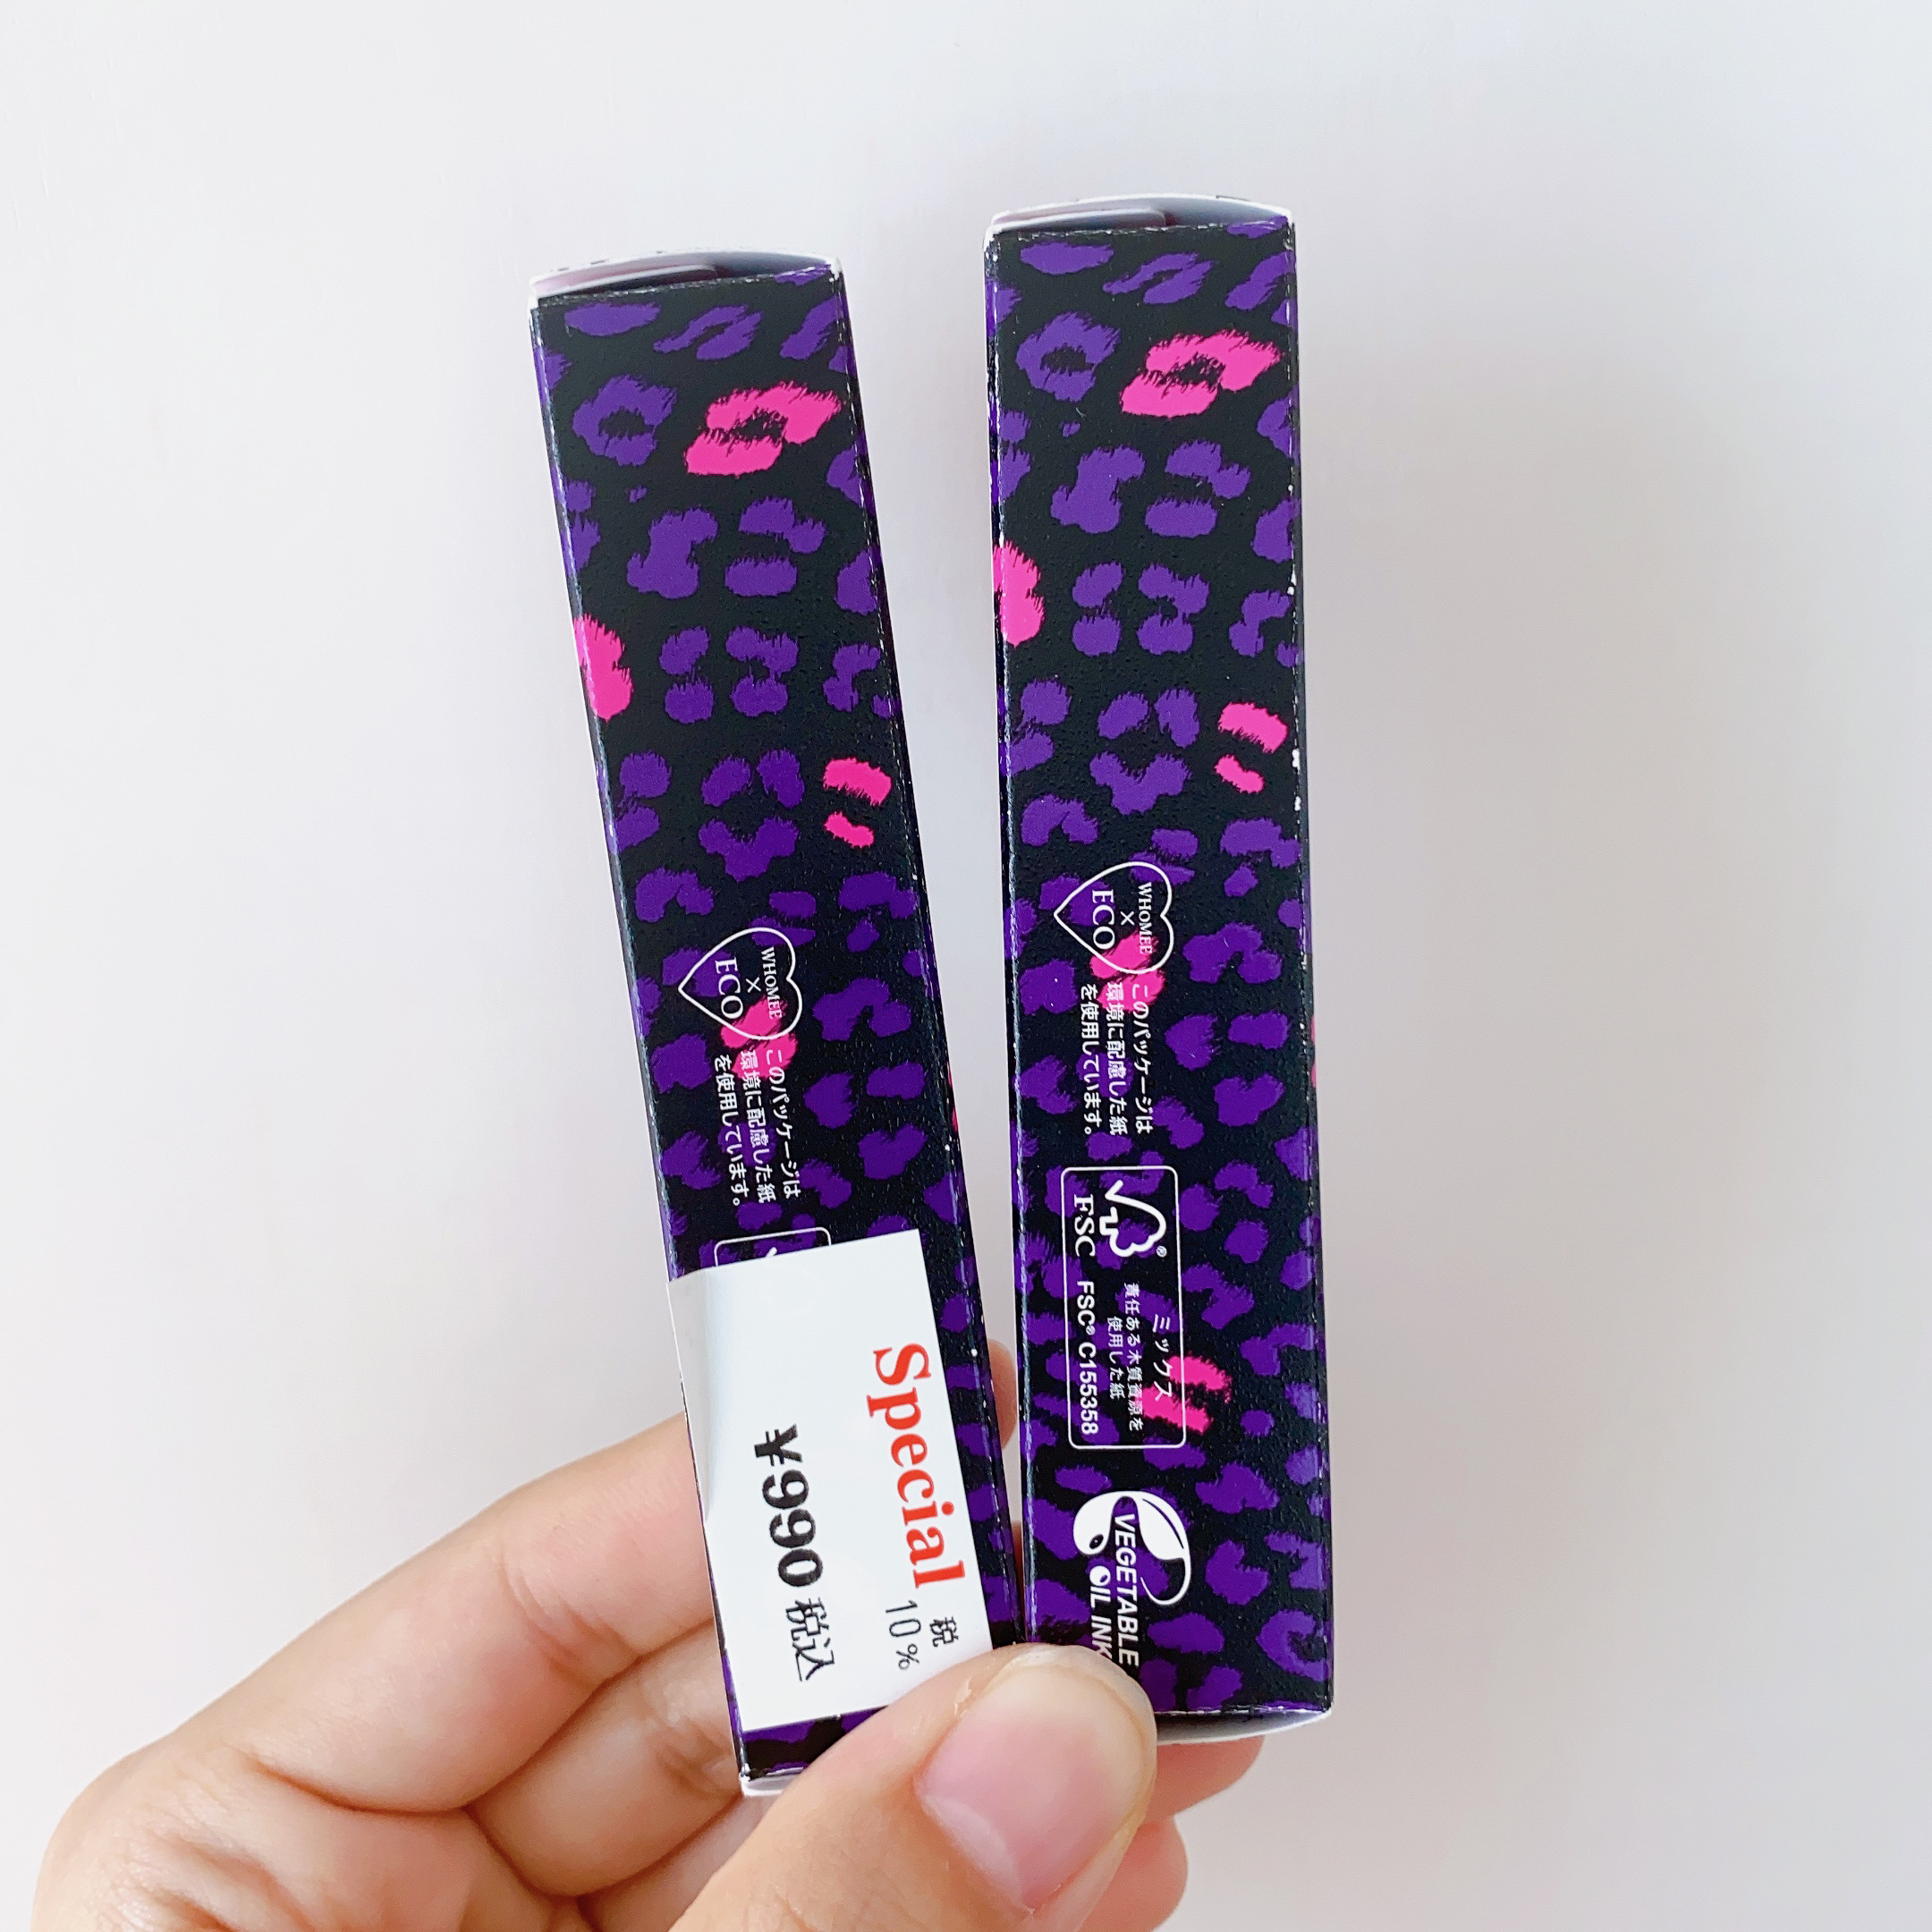 WHOMEE
×
ECO
このパッケージは
環境に配慮した紙
を使用しています。
Special
税
10%
¥990税込
WHOMEE
×
ECO
このパッケージは
環境に配慮した紙
を使用しています。
FSC
ミックス
責任ある木質資源を
使用した紙
FSC® C155358
VEGETABLE
OIL INK